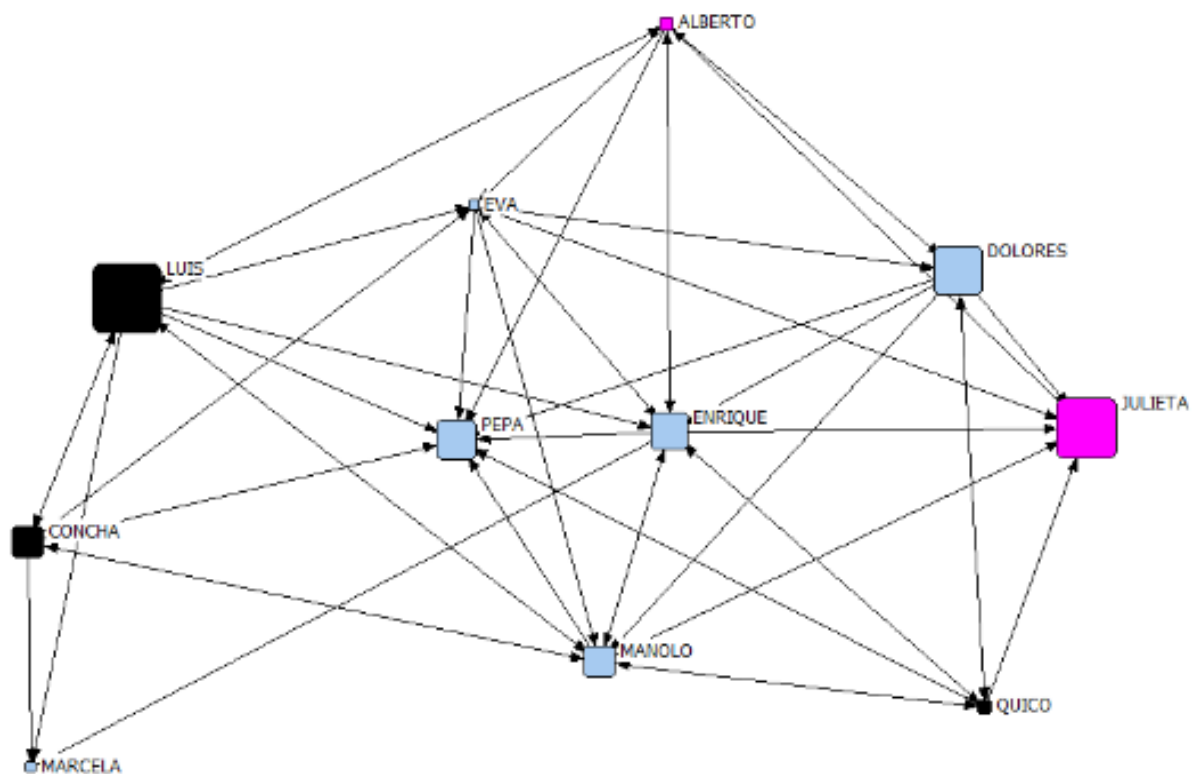 ALBERTO
EVA
DOLORES
LUIS
JULIETA
PEPA
ENRIQUE
CONCHA
MANOLO
QUICO
MARCELA